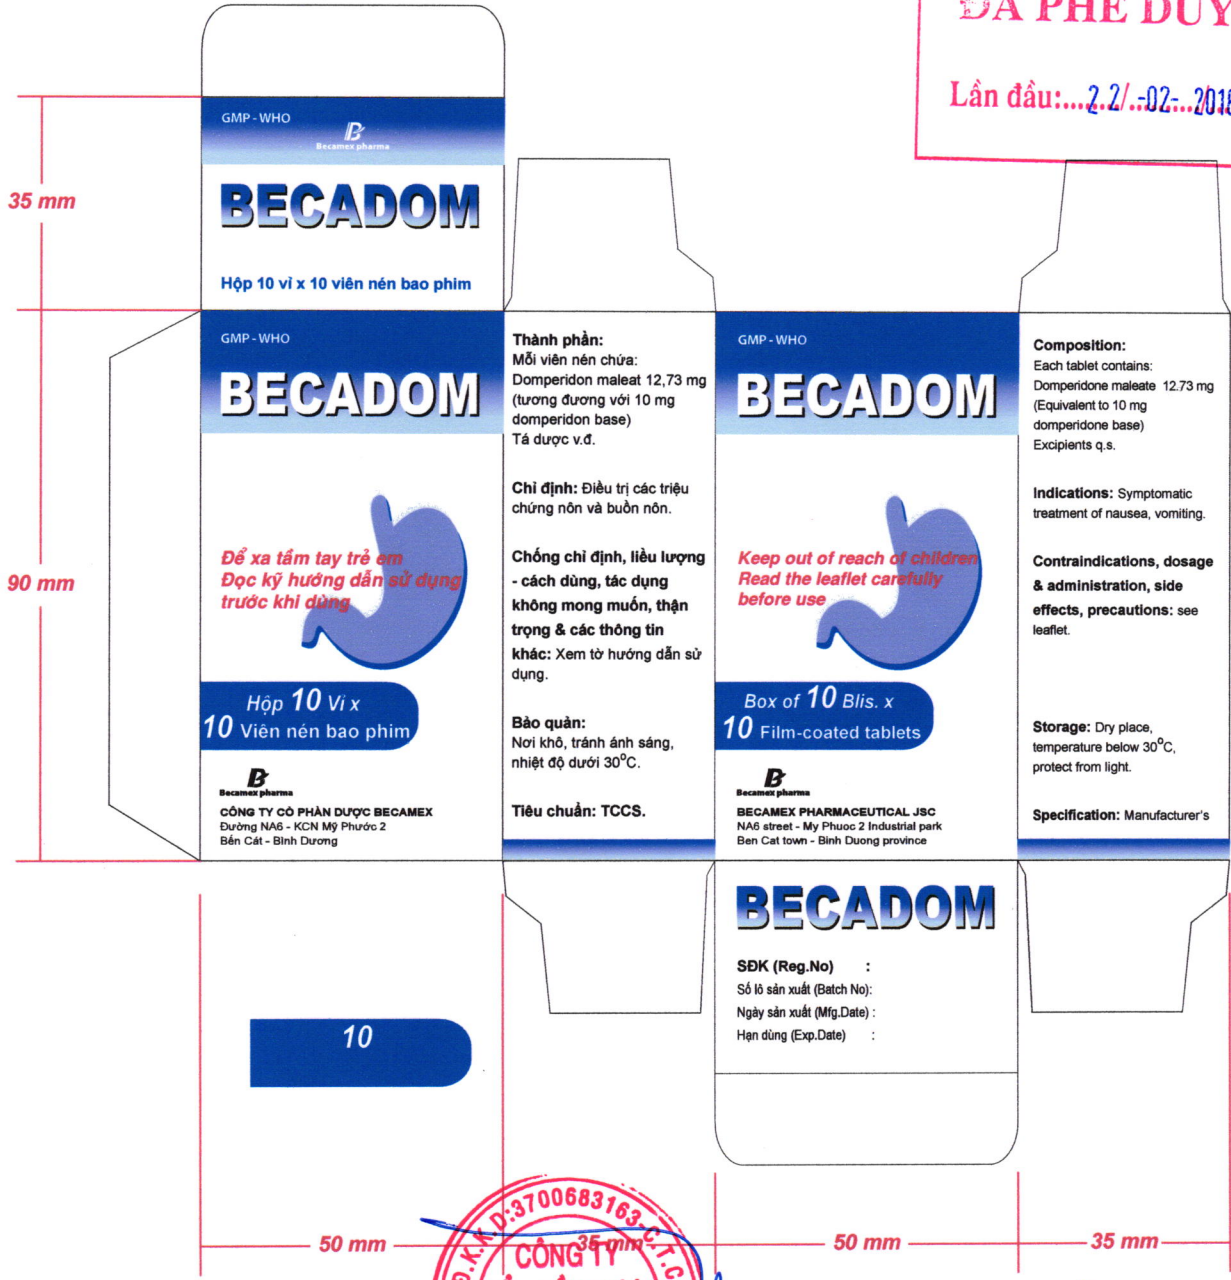 ĐÃ PHÊ DUY
Lần đầu:....22/.-02-../201
GMP - WHO
Becamex pharma
BECADOM
Hộp 10 vỉ x 10 viên nén bao phim
35 mm
90 mm
GMP - WHO
BECADOM
Để xa tầm tay trẻ em
Đọc kỹ hướng dẫn sử dụng
trước khi dùng
Hộp 10 Vỉ x
10 Viên nén bao phim
Becamex pharma
CÔNG TY CỔ PHẦN DƯỢC BECAMEX
Đường NA6 - KCN Mỹ Phước 2
Bến Cát - Bình Dương
Thành phần:
Mỗi viên nén chứa:
Domperidon maleat 12,73 mg
(tương đương với 10 mg
domperidon base)
Tá dược v.đ.
Chỉ định: Điều trị các triệu
chứng nôn và buồn nôn.
Chống chỉ định, liều lượng
- cách dùng, tác dụng
không mong muốn, thận
trọng & các thông tin
khác: Xem tờ hướng dẫn sử
dụng.
Bảo quản:
Nơi khô, tránh ánh sáng,
nhiệt độ dưới 30°C.
Tiêu chuẩn: TCCS.
GMP - WHO
BECADOM
Keep out of reach of children
Read the leaflet carefully
before use
Box of 10 Blis. x
10 Film-coated tablets
Becamex pharma
BECAMEX PHARMACEUTICAL JSC
NA6 street - My Phuoc 2 Industrial park
Ben Cat town - Binh Duong province
Composition:
Each tablet contains:
Domperidone maleate 12.73 mg
(Equivalent to 10 mg
domperidone base)
Excipients q.s.
Indications: Symptomatic
treatment of nausea, vomiting.
Contraindications, dosage
& administration, side
effects, precautions: see
leaflet.
Storage: Dry place,
temperature below 30°C,
protect from light.
Specification: Manufacturer's
BECADOM
SĐK (Reg.No) :
Số lô sản xuất (Batch No):
Ngày sản xuất (Mfg.Date) :
Hạn dùng (Exp.Date) :
10
Đ.K.K.D:3700683163-C.T.C
CÔNG TY
50 mm
35 mm
50 mm
35 mm